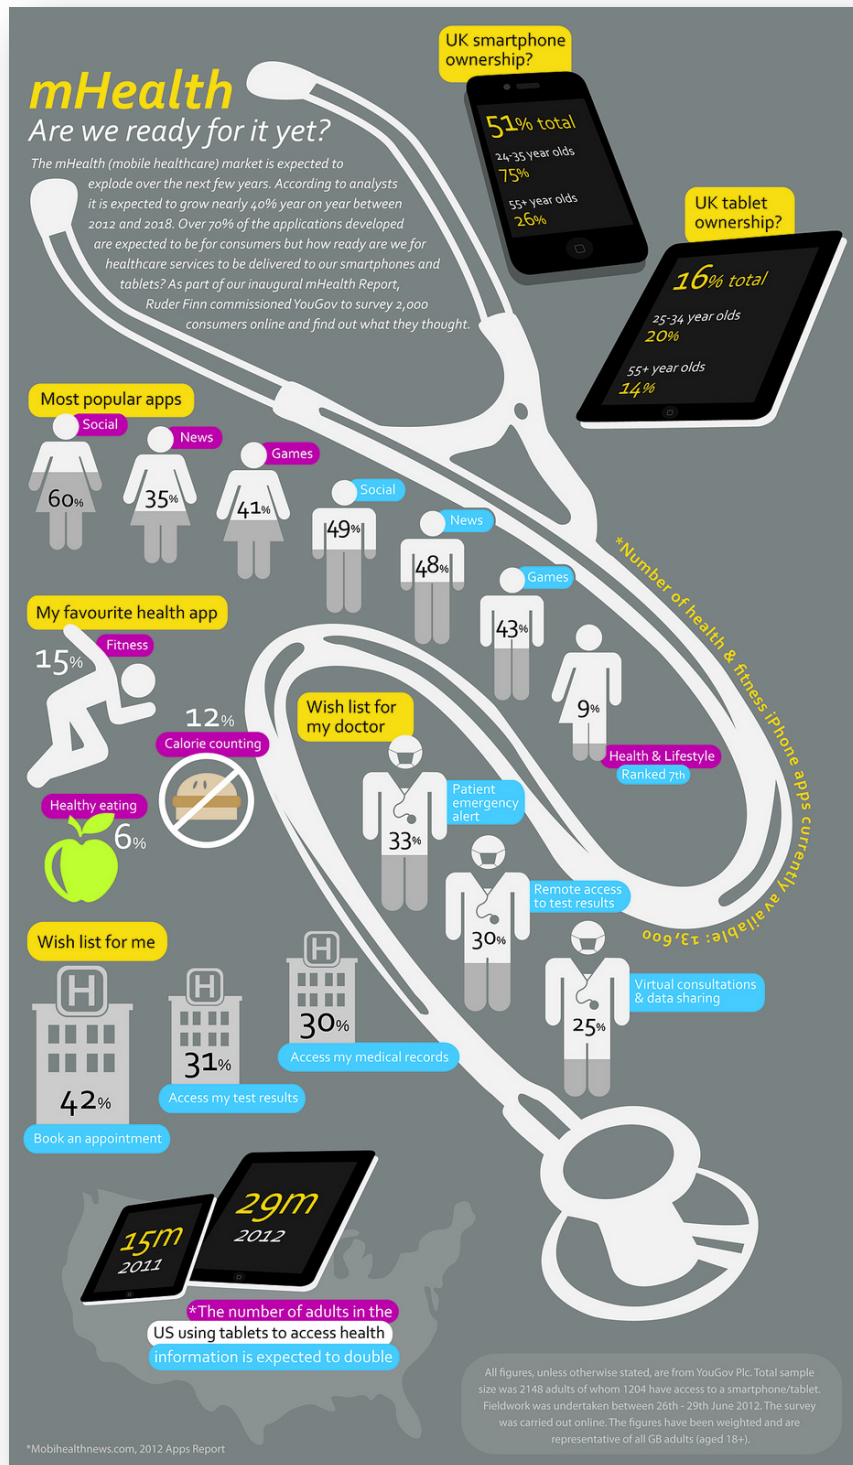 mHealth
Are we ready for it yet?
The mHealth (mobile healthcare) market is expected to
explode over the next few years. According to analysts
it is expected to grow nearly 40% year on year between
2012 and 2018. Over 70% of the applications developed
are expected to be for consumers but how ready are we for
healthcare services to be delivered to our smartphones and
tablets? As part of our inaugural mHealth Report,
Ruder Finn commissioned YouGov to survey 2,000
consumers online and find out what they thought.
UK smartphone
ownership?
51% total
24-35 year olds
75%
55+ year olds
26%
UK tablet
ownership?
16% total
25-34 year olds
20%
55+ year olds
14%
Most popular apps
Social
60%
News
35%
Games
41%
Social
49%
News
48%
Games
43%
9%
Health & Lifestyle
Ranked 7th
*Number of health & fitness iPhone apps currently available: 13,600
My favourite health app
15%
Fitness
12%
Calorie counting
Healthy eating
6%
Wish list for
my doctor
Patient
emergency
alert
33%
Remote access
to test results
30%
Virtual consultations
& data sharing
25%
Wish list for me
H
42%
Book an appointment
H
31%
Access my test results
H
30%
Access my medical records
15m
2011
29m
2012
*The number of adults in the
US using tablets to access health
information is expected to double
All figures, unless otherwise stated, are from YouGov Plc. Total sample
size was 2148 adults of whom 1204 have access to a smartphone/tablet.
Fieldwork was undertaken between 26th - 29th June 2012. The survey
was carried out online. The figures have been weighted and are
representative of all GB adults (aged 18+).
*Mobihealthnews.com, 2012 Apps Report